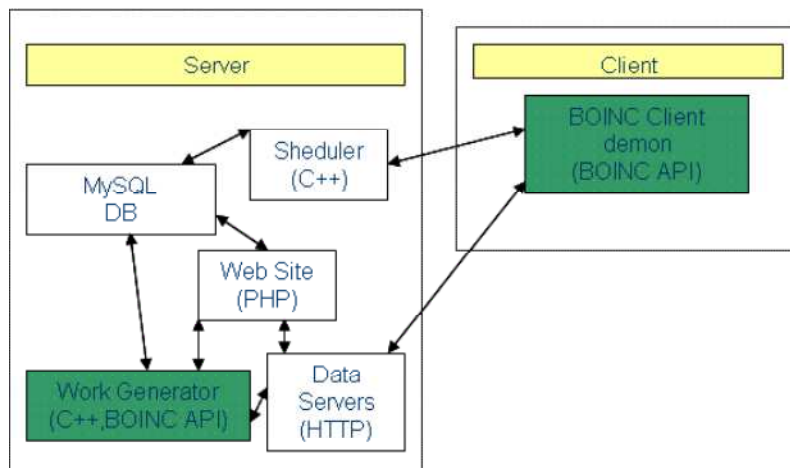 Server
Client
Sheduler
(C++)
BOINC Client
demon
(BOINC API)
MySQL
DB
Web Site
(PHP)
Work Generator
(C++,BOINC API)
Data
Servers
(HTTP)